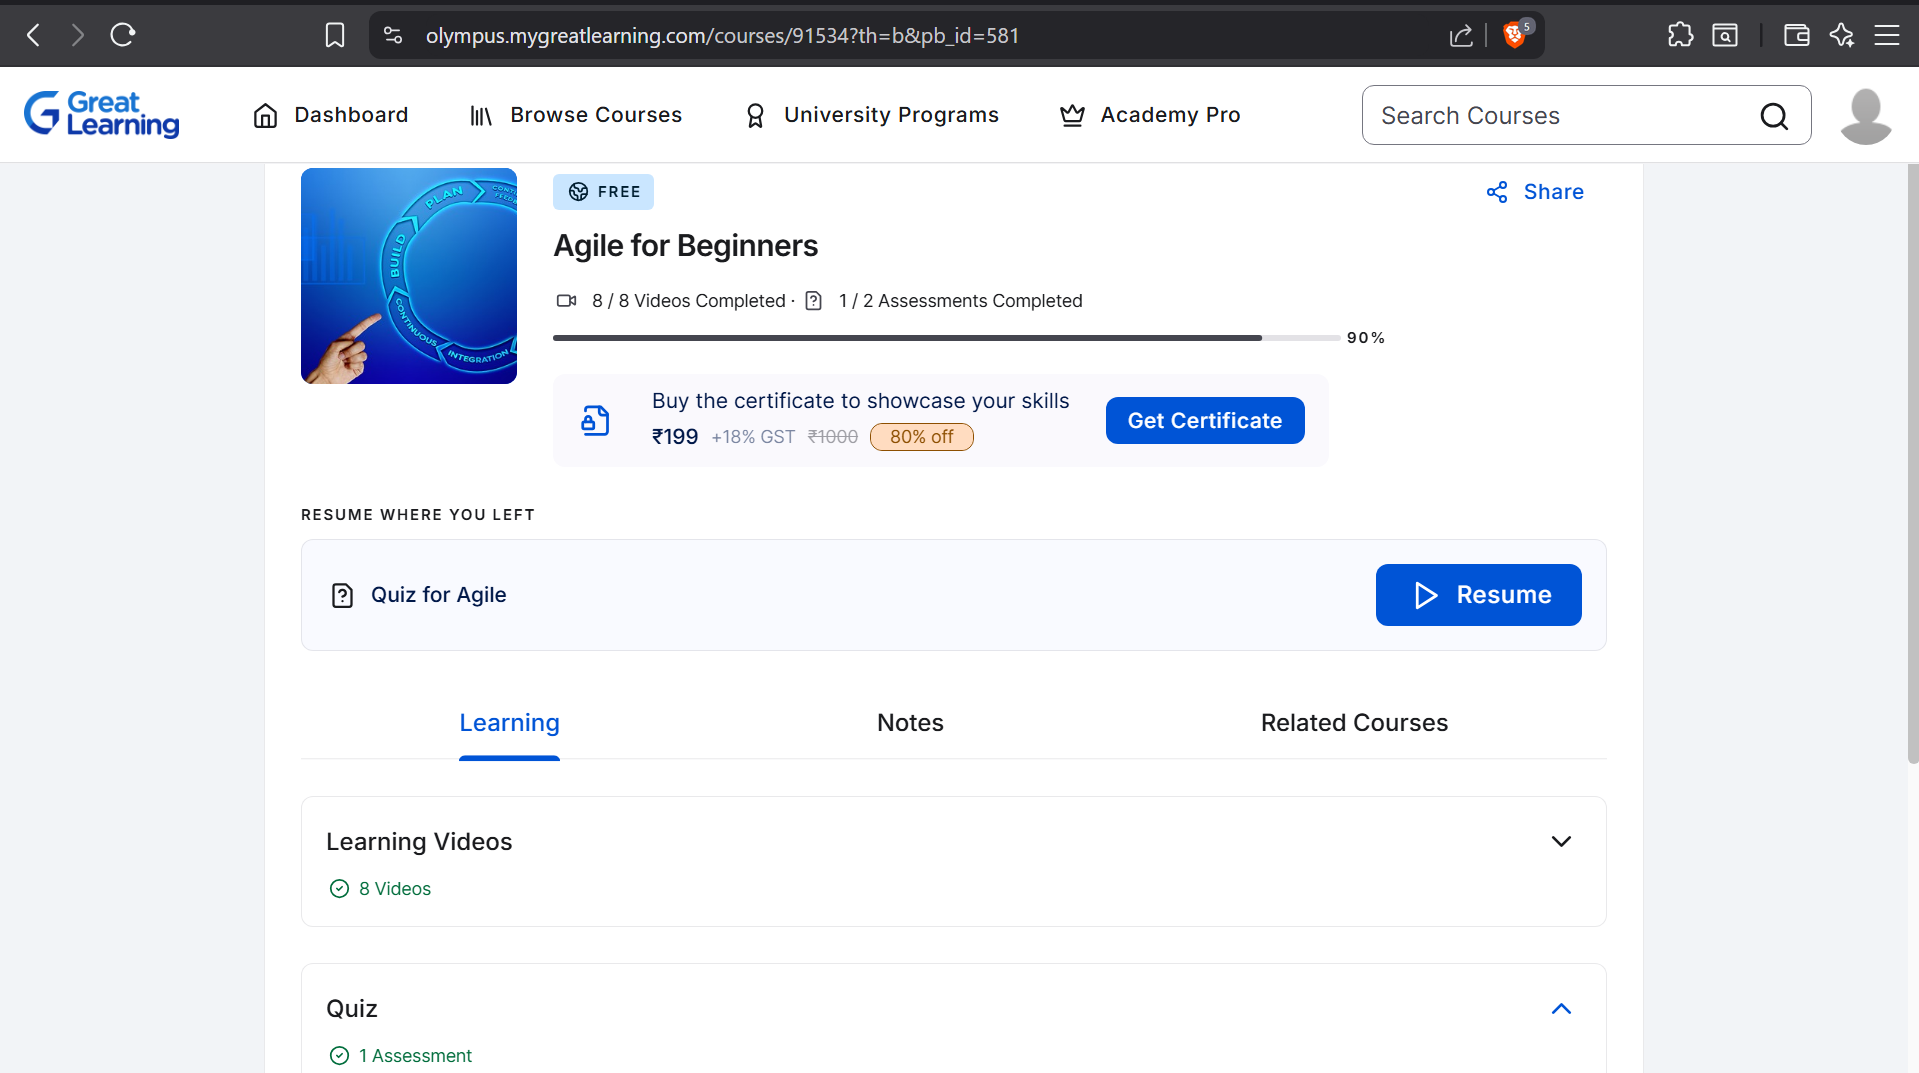 olympus.mygreatlearning.com/courses/91534?th=b&pb_id=581
5
Great Learning
Dashboard
Browse Courses
University Programs
Academy Pro
Search Courses
PLAN
BUILD
CONTINUOUS
INTEGRATION
FREE
Share
Agile for Beginners
8 / 8 Videos Completed · 1 / 2 Assessments Completed
90%
Buy the certificate to showcase your skills
₹199 +18% GST ₹1000 80% off
Get Certificate
RESUME WHERE YOU LEFT
Quiz for Agile
Resume
Learning
Notes
Related Courses
Learning Videos
8 Videos
Quiz
1 Assessment